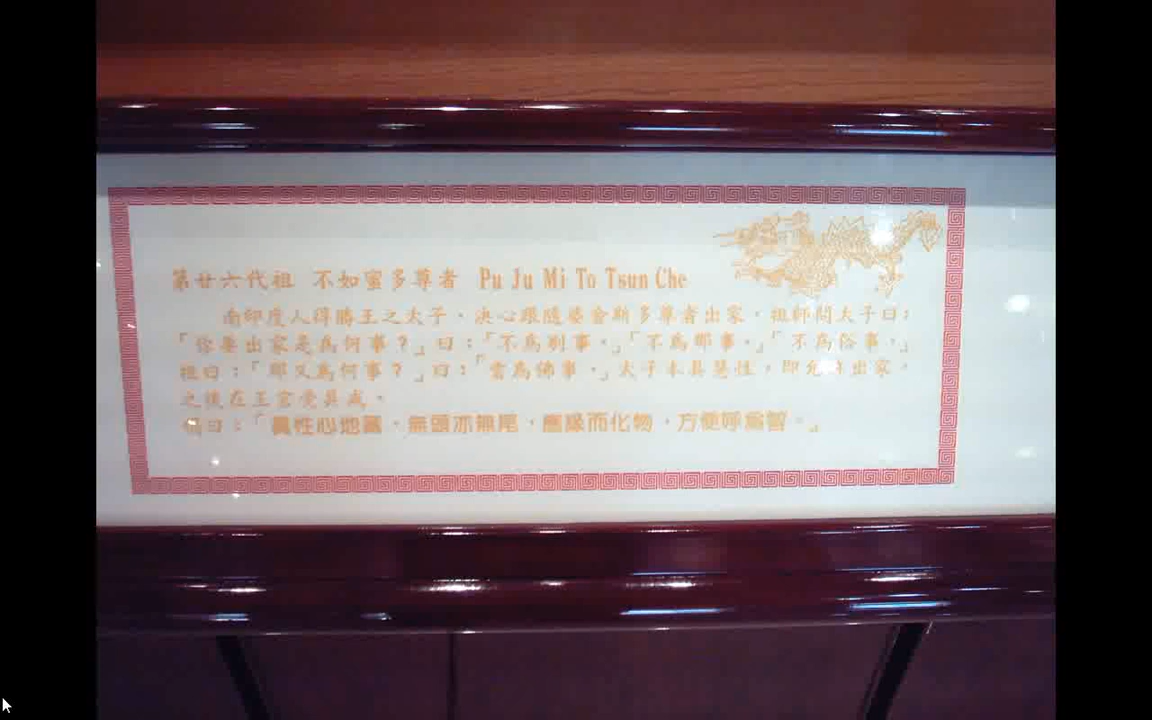 第廿六代祖 不如蜜多尊者 Pu Ju Mi To Tsun Che
南印度人得勝王之太子，決心跟隨婆舍斯多尊者出家，祖師問太子曰：
「你要出家是為何事？」曰：「不為別事。」「不為那事。」「不為俗事。」
祖曰：「那又為何事？」曰：「當為佛事。」太子本具慧性，即允許出家，
之後在王宮受具戒。
偈曰：「真性心地藏，無頭亦無尾，應緣而化物，方便呼為智。」